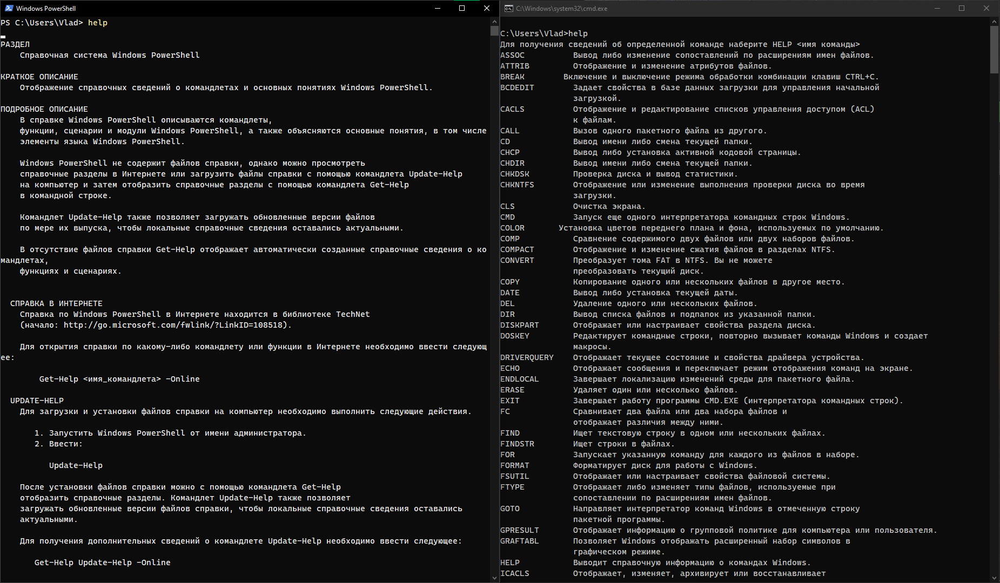 Windows PowerShell
PS C:\Users\Vlad> help
РАЗДЕЛ
Справочная система Windows PowerShell
КРАТКОЕ ОПИСАНИЕ
Отображение справочных сведений о командлетах и основных понятиях Windows PowerShell.
ПОДРОБНОЕ ОПИСАНИЕ
В справке Windows PowerShell описываются командлеты,
функции, сценарии и модули Windows PowerShell, а также объясняются основные понятия, в том числе
элементы языка Windows PowerShell.
Windows PowerShell не содержит файлов справки, однако можно просмотреть
справочные разделы в Интернете или загрузить файлы справки с помощью командлета Update-Help
на компьютер и затем отобразить справочные разделы с помощью командлета Get-Help
в командной строке.
Командлет Update-Help также позволяет загружать обновленные версии файлов
по мере их выпуска, чтобы локальные справочные сведения оставались актуальными.
В отсутствие файлов справки Get-Help отображает автоматически созданные справочные сведения о ко
мандлетах,
функциях и сценариях.
СПРАВКА В ИНТЕРНЕТЕ
Справка по Windows PowerShell в Интернете находится в библиотеке TechNet
(начало: http://go.microsoft.com/fwlink/?LinkID=108518).
Для открытия справки по какому-либо командлету или функции в Интернете необходимо ввести следующ
ее:
Get-Help <имя_командлета> -Online
UPDATE-HELP
Для загрузки и установки файлов справки на компьютер необходимо выполнить следующие действия.
1. Запустить Windows PowerShell от имени администратора.
2. Ввести:
Update-Help
После установки файлов справки можно с помощью командлета Get-Help
отобразить справочные разделы. Командлет Update-Help также позволяет
загружать обновленные версии файлов справки, чтобы локальные справочные сведения оставались
актуальными.
Для получения дополнительных сведений о командлете Update-Help необходимо ввести следующее:
Get-Help Update-Help -Online
C:\Windows\system32\cmd.exe
C:\Users\Vlad>help
Для получения сведений об определенной команде наберите HELP <имя команды>
ASSOC Вывод либо изменение сопоставлений по расширениям имен файлов.
ATTRIB Отображение и изменение атрибутов файлов.
BREAK Включение и выключение режима обработки комбинации клавиш CTRL+C.
BCDEDIT Задает свойства в базе данных загрузки для управления начальной
загрузкой.
CACLS Отображение и редактирование списков управления доступом (ACL)
к файлам.
CALL Вызов одного пакетного файла из другого.
CD Вывод имени либо смена текущей папки.
CHCP Вывод либо установка активной кодовой страницы.
CHDIR Вывод имени либо смена текущей папки.
CHKDSK Проверка диска и вывод статистики.
CHKNTFS Отображение или изменение выполнения проверки диска во время
загрузки.
CLS Очистка экрана.
CMD Запуск еще одного интерпретатора командных строк Windows.
COLOR Установка цветов переднего плана и фона, используемых по умолчанию.
COMP Сравнение содержимого двух файлов или двух наборов файлов.
COMPACT Отображение и изменение сжатия файлов в разделах NTFS.
CONVERT Преобразует тома FAT в NTFS. Вы не можете
преобразовать текущий диск.
COPY Копирование одного или нескольких файлов в другое место.
DATE Вывод либо установка текущей даты.
DEL Удаление одного или нескольких файлов.
DIR Вывод списка файлов и подпапок из указанной папки.
DISKPART Отображает или настраивает свойства раздела диска.
DOSKEY Редактирует командные строки, повторно вызывает команды Windows и создает
макросы.
DRIVERQUERY Отображает текущее состояние и свойства драйвера устройства.
ECHO Отображает сообщения и переключает режим отображения команд на экране.
ENDLOCAL Завершает локализацию изменений среды для пакетного файла.
ERASE Удаляет один или несколько файлов.
EXIT Завершает работу программы CMD.EXE (интерпретатора командных строк).
FC Сравнивает два файла или два набора файлов и
отображает различия между ними.
FIND Ищет текстовую строку в одном или нескольких файлах.
FINDSTR Ищет строки в файлах.
FOR Запускает указанную команду для каждого из файлов в наборе.
FORMAT Форматирует диск для работы с Windows.
FSUTIL Отображает или настраивает свойства файловой системы.
FTYPE Отображает либо изменяет типы файлов, используемые при
сопоставлении по расширениям имен файлов.
GOTO Направляет интерпретатор команд Windows в отмеченную строку
пакетной программы.
GPRESULT Отображает информацию о групповой политике для компьютера или пользователя.
GRAFTABL Позволяет Windows отображать расширенный набор символов в
графическом режиме.
HELP Выводит справочную информацию о командах Windows.
ICACLS Отображает, изменяет, архивирует или восстанавливает